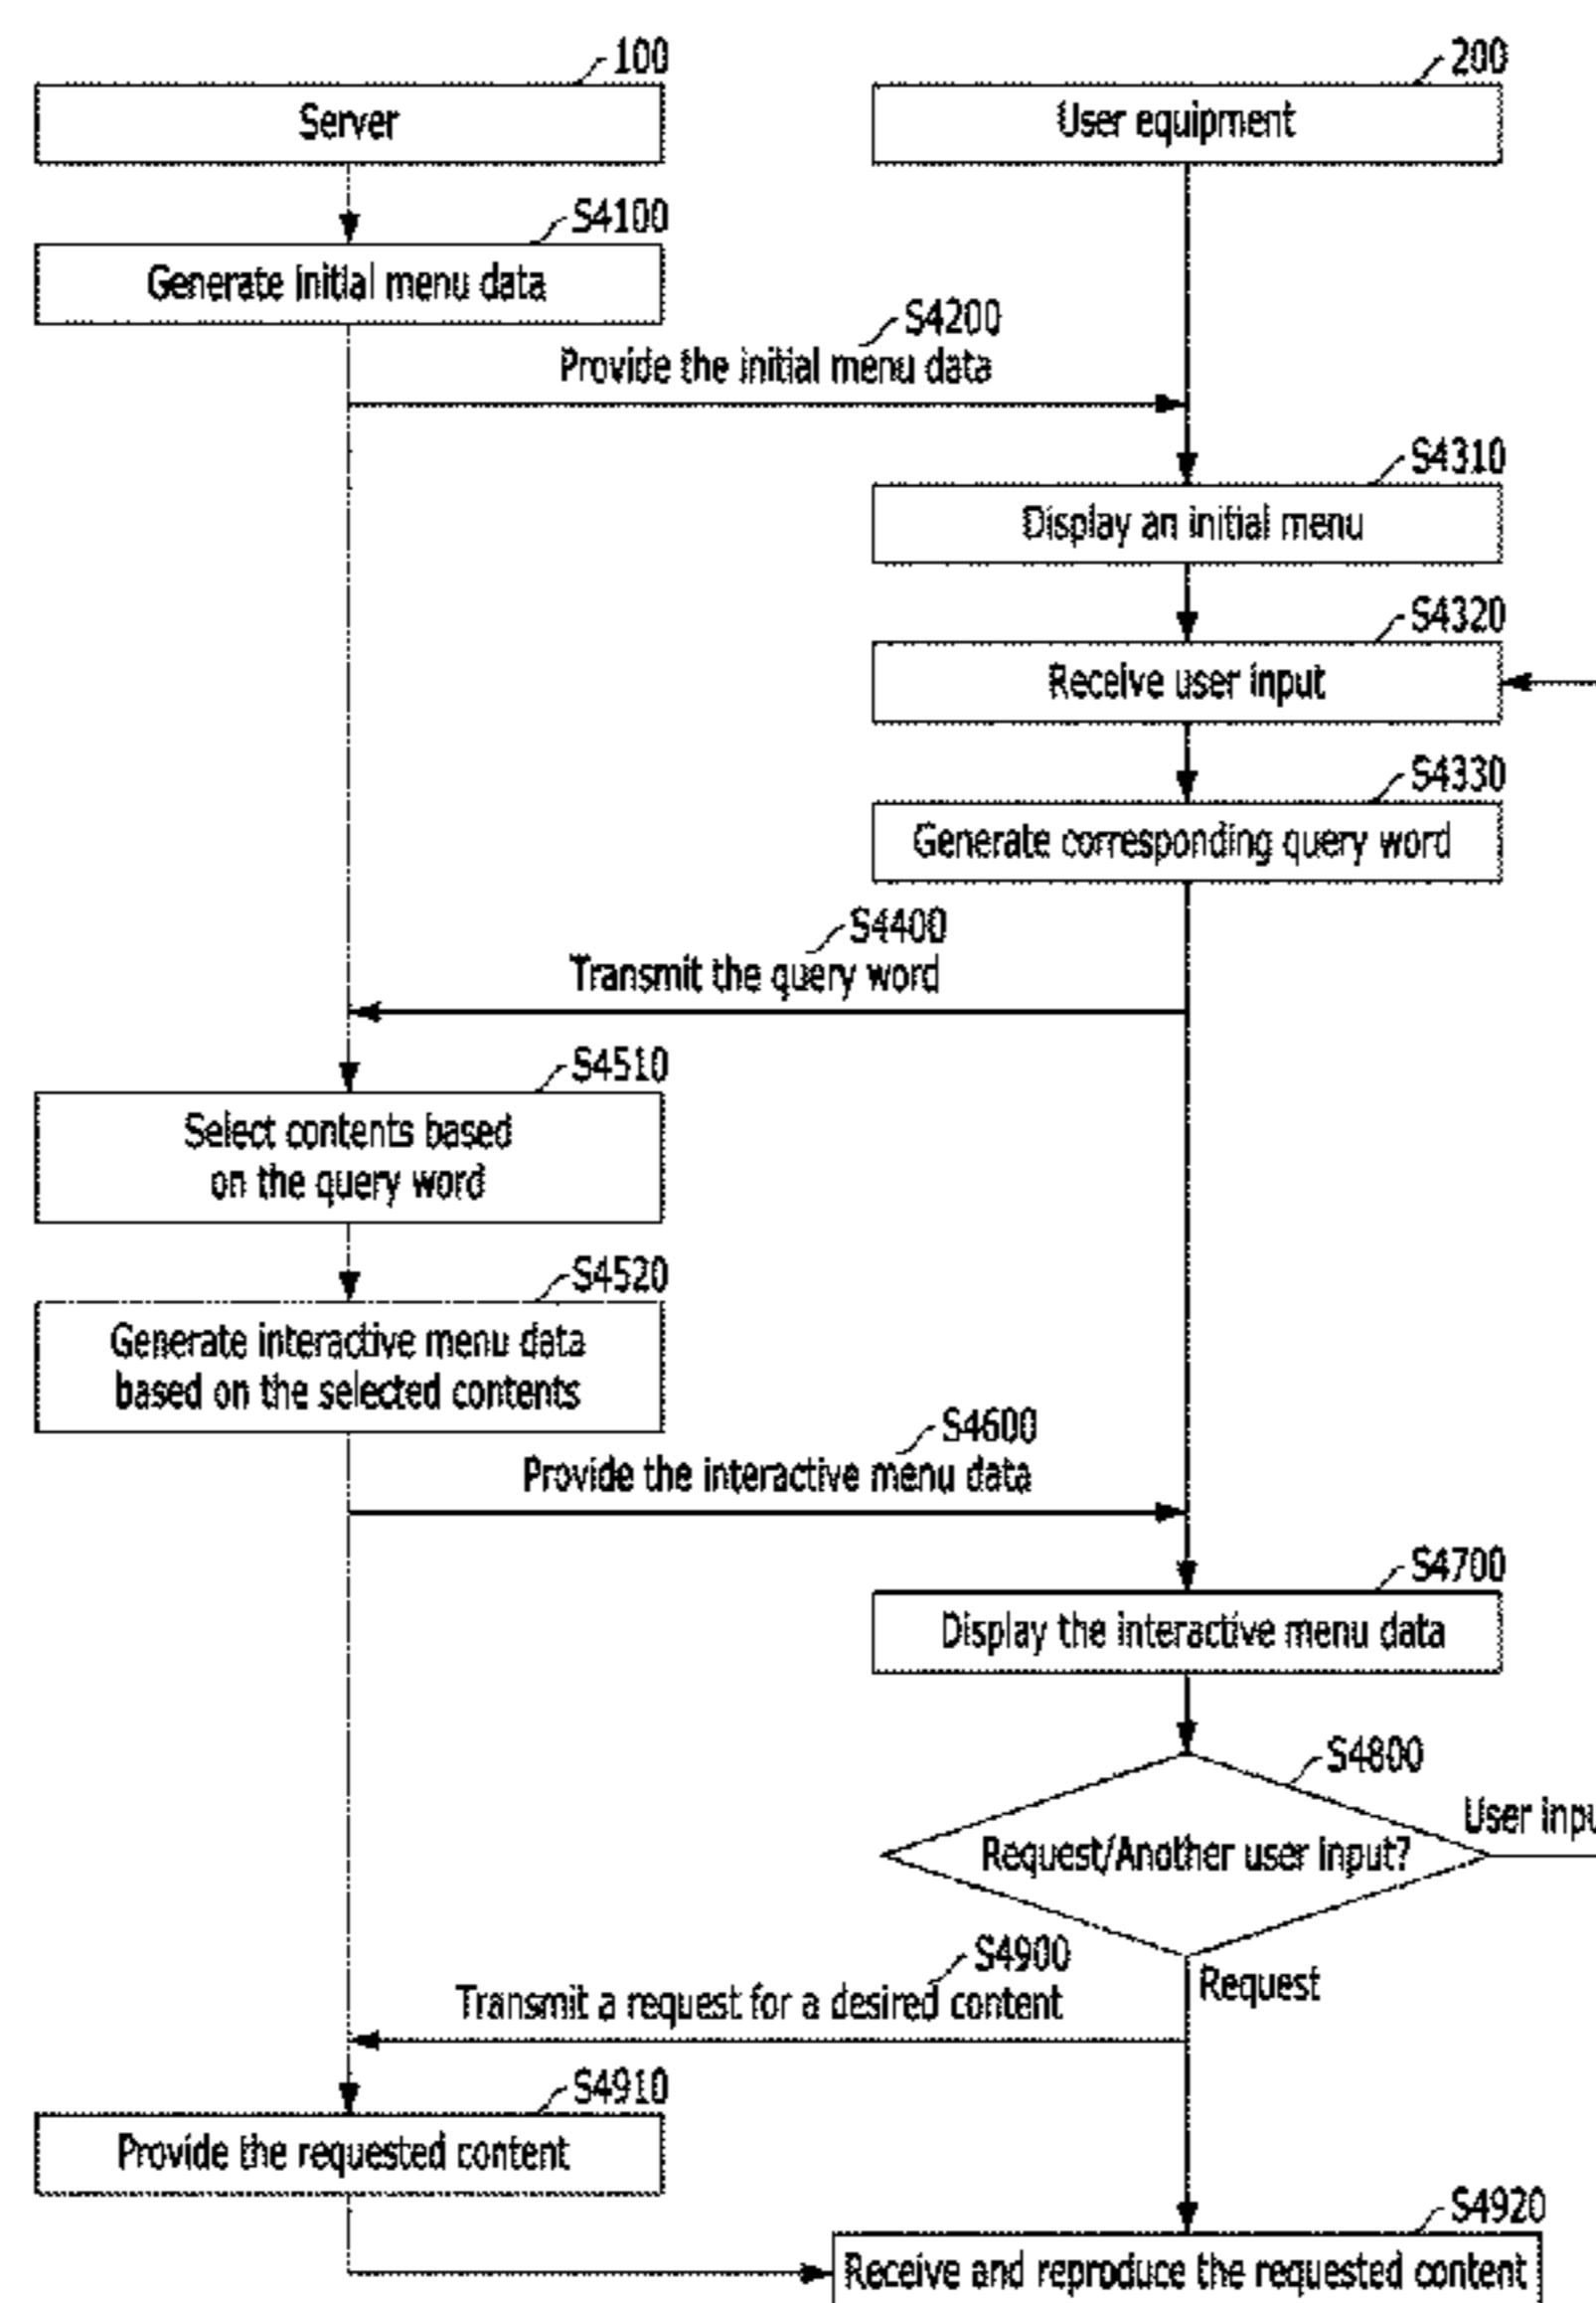 100
Server
200
User equipment
S4100
Generate initial menu data
S4200
Provide the initial menu data
S4310
Display an initial menu
S4320
Receive user input
S4330
Generate corresponding query word
S4400
Transmit the query word
S4510
Select contents based
on the query word
S4520
Generate interactive menu data
based on the selected contents
S4600
Provide the interactive menu data
S4700
Display the interactive menu data
S4800
Request/Another user input?
User inpu
Request
S4900
Transmit a request for a desired content
S4910
Provide the requested content
S4920
Receive and reproduce the requested content